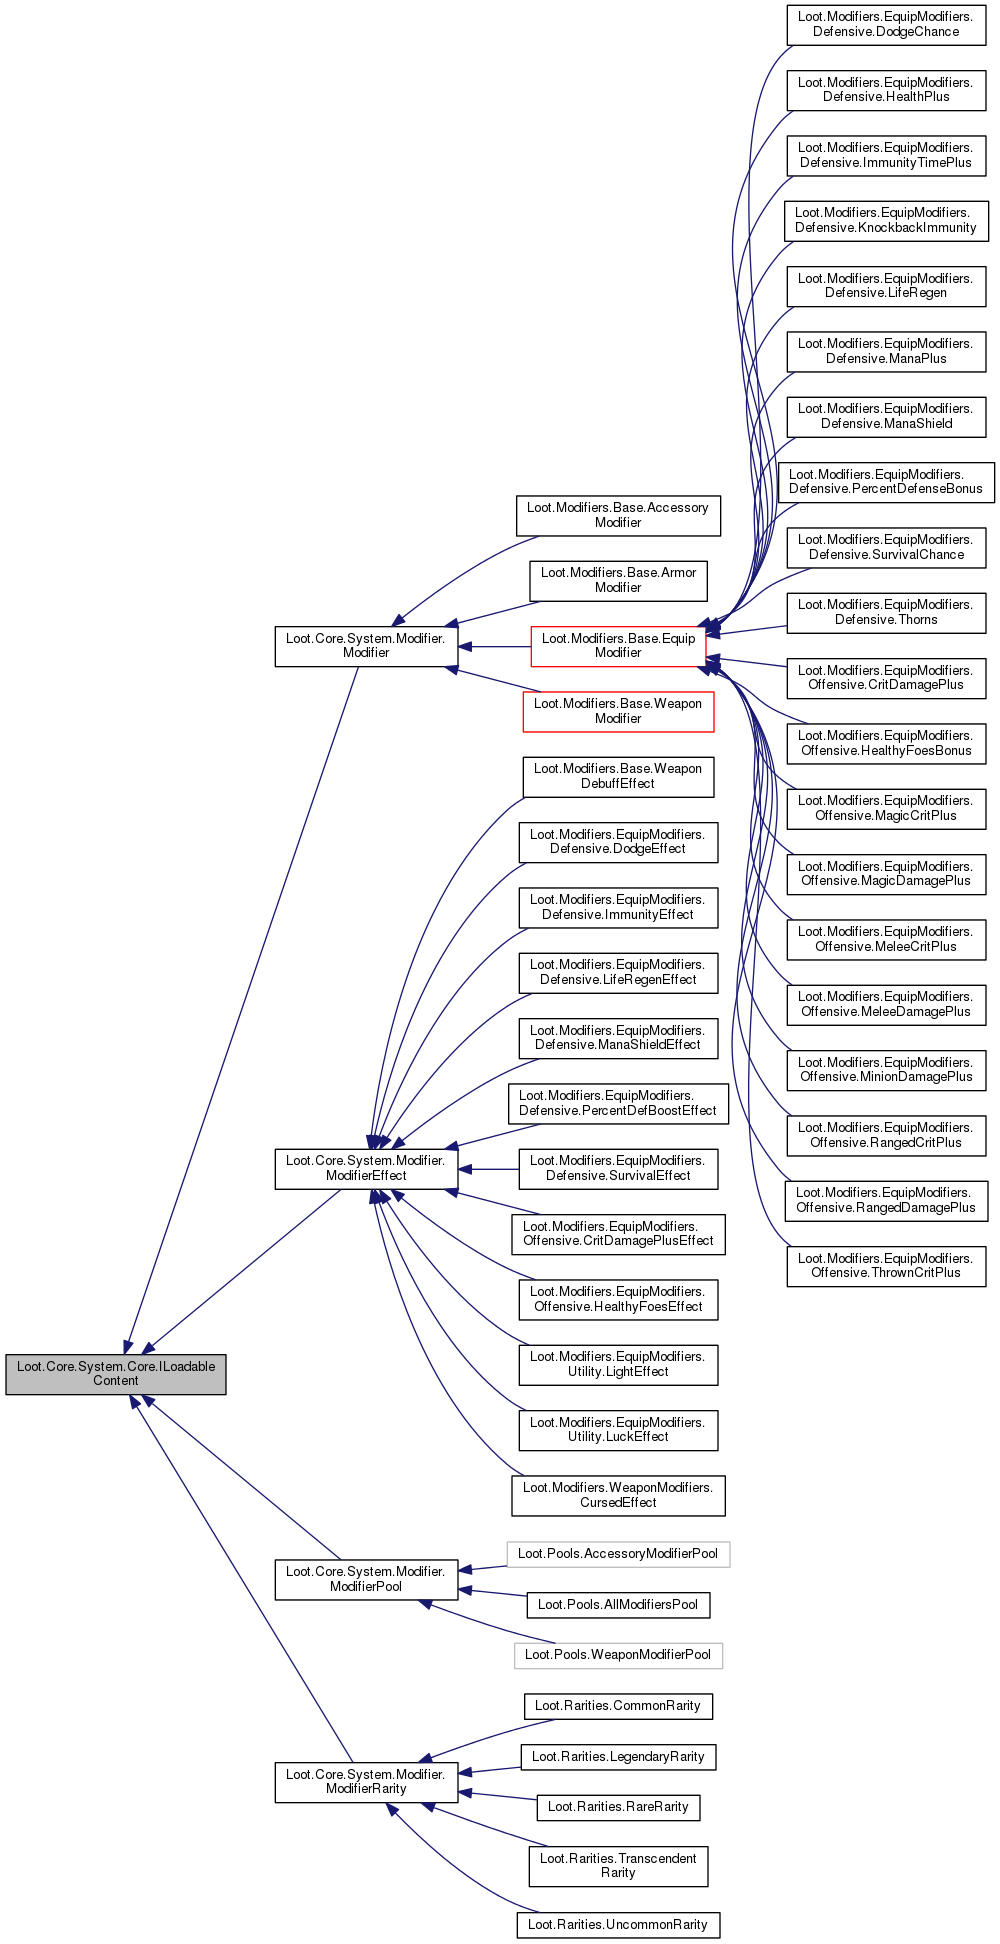 Loot.Modifiers.EquipModifiers.
Defensive.DodgeChance
Loot.Modifiers.EquipModifiers.
Defensive.HealthPlus
Loot.Modifiers.EquipModifiers.
Defensive.ImmunityTimePlus
Loot.Modifiers.EquipModifiers.
Defensive.KnockbackImmunity
Loot.Modifiers.EquipModifiers.
Defensive.LifeRegen
Loot.Modifiers.EquipModifiers.
Defensive.ManaPlus
Loot.Modifiers.EquipModifiers.
Defensive.ManaShield
Loot.Modifiers.EquipModifiers.
Defensive.PercentDefenseBonus
Loot.Modifiers.EquipModifiers.
Defensive.SurvivalChance
Loot.Modifiers.EquipModifiers.
Defensive.Thorns
Loot.Modifiers.EquipModifiers.
Offensive.CritDamagePlus
Loot.Modifiers.EquipModifiers.
Offensive.HealthyFoesBonus
Loot.Modifiers.EquipModifiers.
Offensive.MagicCritPlus
Loot.Modifiers.EquipModifiers.
Offensive.MagicDamagePlus
Loot.Modifiers.EquipModifiers.
Offensive.MeleeCritPlus
Loot.Modifiers.EquipModifiers.
Offensive.MeleeDamagePlus
Loot.Modifiers.EquipModifiers.
Offensive.MinionDamagePlus
Loot.Modifiers.EquipModifiers.
Offensive.RangedCritPlus
Loot.Modifiers.EquipModifiers.
Offensive.RangedDamagePlus
Loot.Modifiers.EquipModifiers.
Offensive.ThrownCritPlus
Loot.Modifiers.Base.Accessory
Modifier
Loot.Modifiers.Base.Armor
Modifier
Loot.Modifiers.Base.Equip
Modifier
Loot.Modifiers.Base.Weapon
Modifier
Loot.Core.System.Modifier.
Modifier
Loot.Modifiers.Base.Weapon
DebuffEffect
Loot.Modifiers.EquipModifiers.
Defensive.DodgeEffect
Loot.Modifiers.EquipModifiers.
Defensive.ImmunityEffect
Loot.Modifiers.EquipModifiers.
Defensive.LifeRegenEffect
Loot.Modifiers.EquipModifiers.
Defensive.ManaShieldEffect
Loot.Modifiers.EquipModifiers.
Defensive.PercentDefBoostEffect
Loot.Modifiers.EquipModifiers.
Defensive.SurvivalEffect
Loot.Modifiers.EquipModifiers.
Offensive.CritDamagePlusEffect
Loot.Modifiers.EquipModifiers.
Offensive.HealthyFoesEffect
Loot.Modifiers.EquipModifiers.
Utility.LightEffect
Loot.Modifiers.EquipModifiers.
Utility.LuckEffect
Loot.Modifiers.WeaponModifiers.
CursedEffect
Loot.Core.System.Modifier.
ModifierEffect
Loot.Core.System.Core.ILoadable
Content
Loot.Core.System.Modifier.
ModifierPool
Loot.Pools.AccessoryModifierPool
Loot.Pools.AllModifiersPool
Loot.Pools.WeaponModifierPool
Loot.Core.System.Modifier.
ModifierRarity
Loot.Rarities.CommonRarity
Loot.Rarities.LegendaryRarity
Loot.Rarities.RareRarity
Loot.Rarities.Transcendent
Rarity
Loot.Rarities.UncommonRarity